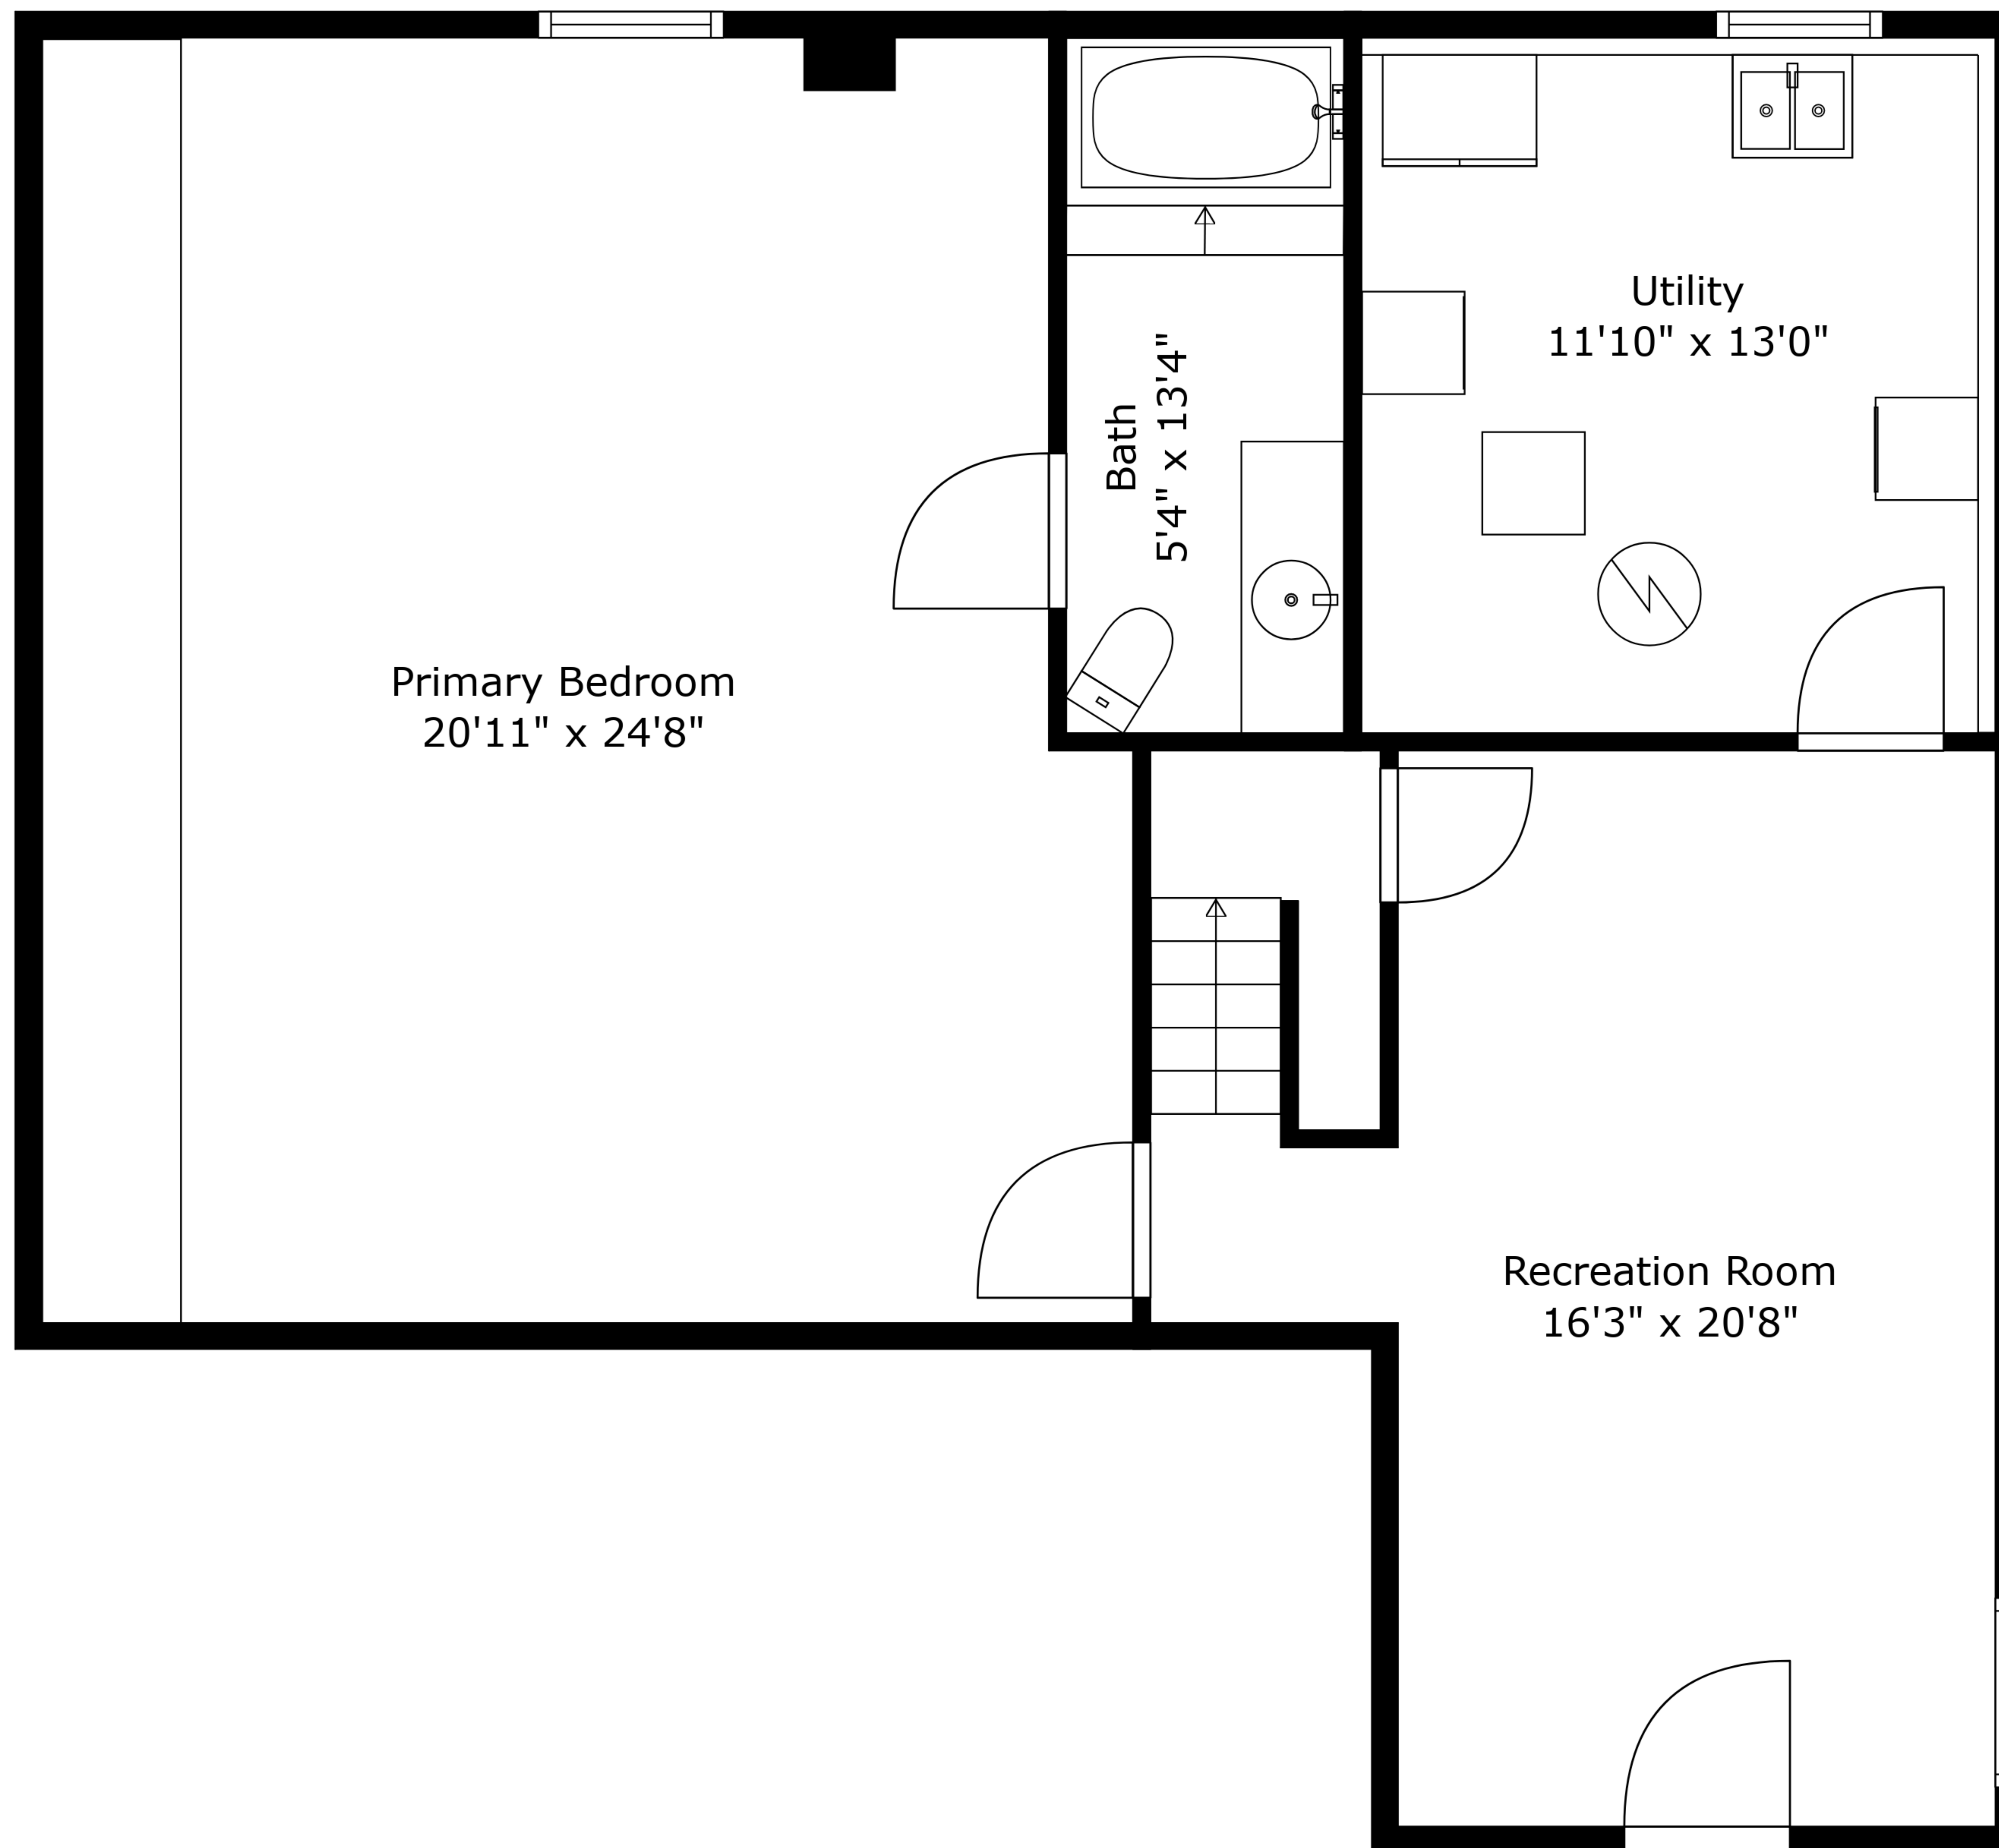 Utility
11'10" x 13'0"
Bath
5'4" x 13'4"
Primary Bedroom
20'11" x 24'8"
Recreation Room
16'3" x 20'8"